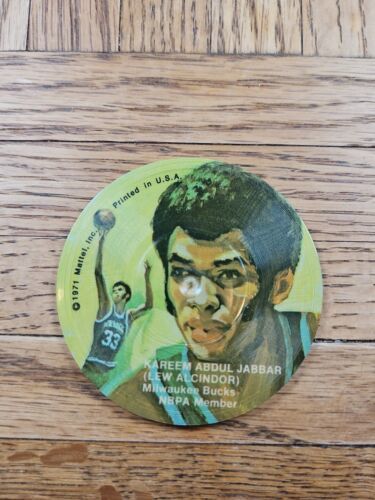 © 1971 Mattel, Inc. Printed in U.S.A.
33
KAREEM ABDUL JABBAR
(LEW ALCINDOR)
Milwaukee Bucks
NBPA Member